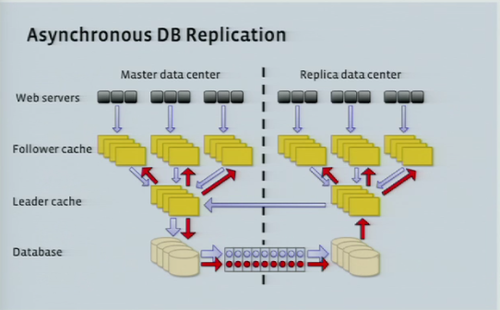 Asynchronous DB Replication
Master data center
Replica data center
Web servers
Follower cache
Leader cache
Database